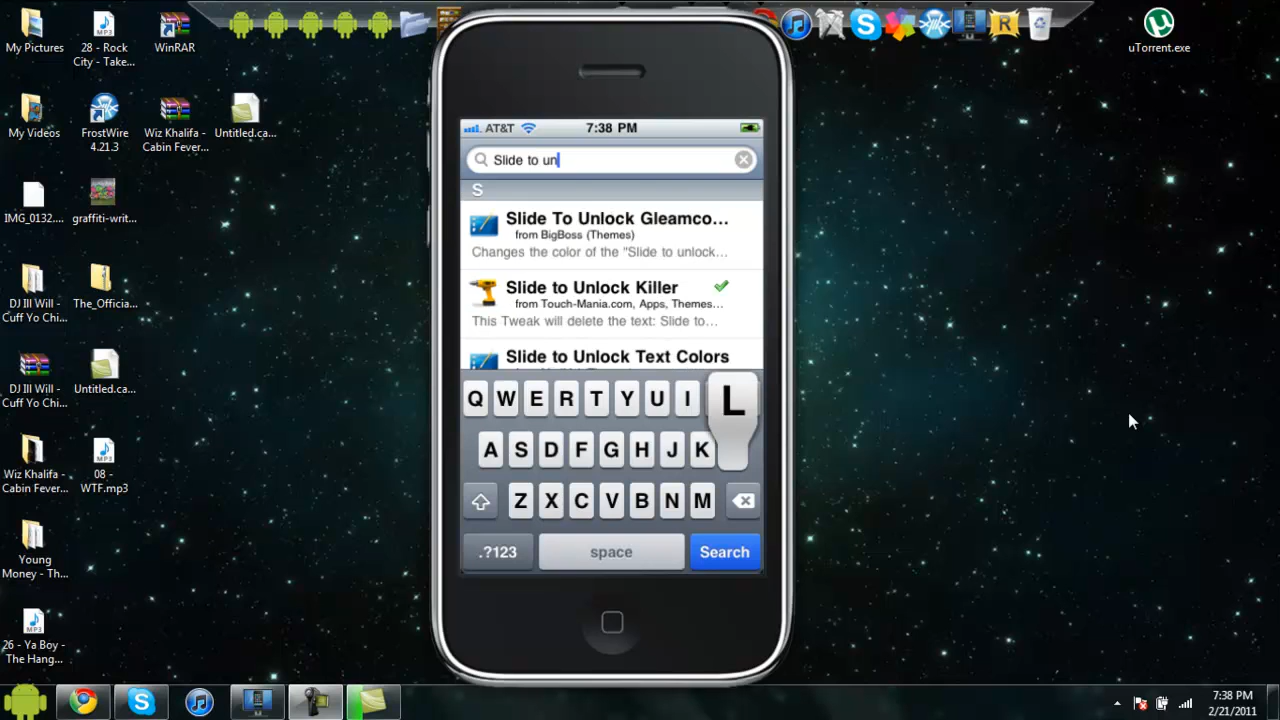 My Pictures
28 - Rock
City - Take...
WinRAR
uTorrent.exe
My Videos
FrostWire
4.21.3
Wiz Khalifa -
Cabin Fever...
Untitled.ca...
IMG_0132....
graffiti-writ...
DJ Ill Will -
Cuff Yo Chi...
The_Officia...
DJ Ill Will -
Cuff Yo Chi...
Untitled.ca...
Wiz Khalifa -
Cabin Fever...
08 -
WTF.mp3
Young
Money - Th...
26 - Ya Boy -
The Hang...
AT&T
7:38 PM
Slide to un
S
Slide To Unlock Gleamco...
from BigBoss (Themes)
Changes the color of the "Slide to unlock...
Slide to Unlock Killer
from Touch-Mania.com, Apps, Themes...
This Tweak will delete the text: Slide to...
Slide to Unlock Text Colors
Q W E R T Y U I
L
A S D F G H J K
Z X C V B N M
.?123 space Search
7:38 PM
2/21/2011